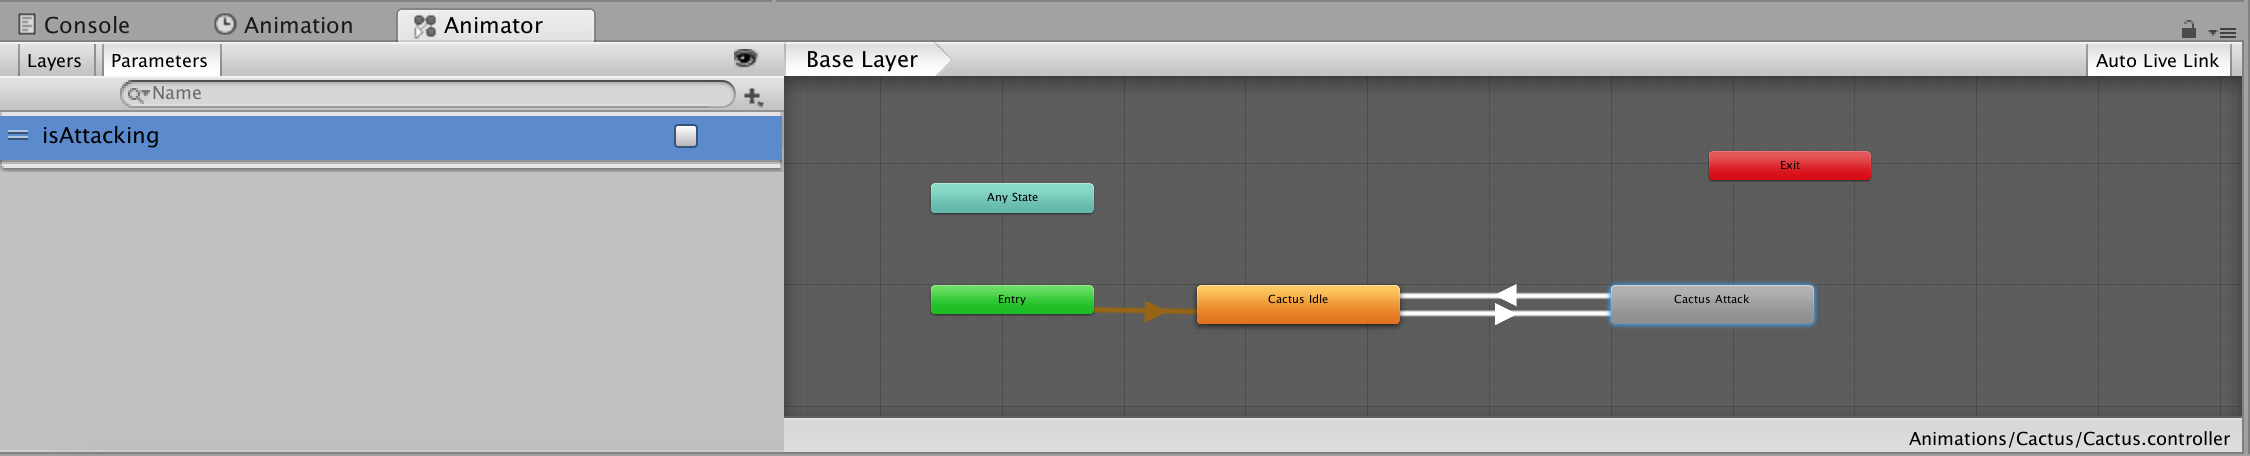 Console Animation Animator
Layers Parameters
Base Layer
Auto Live Link
Name
isAttacking
Exit
Any State
Entry
Cactus Idle
Cactus Attack
Animations/Cactus/Cactus.controller